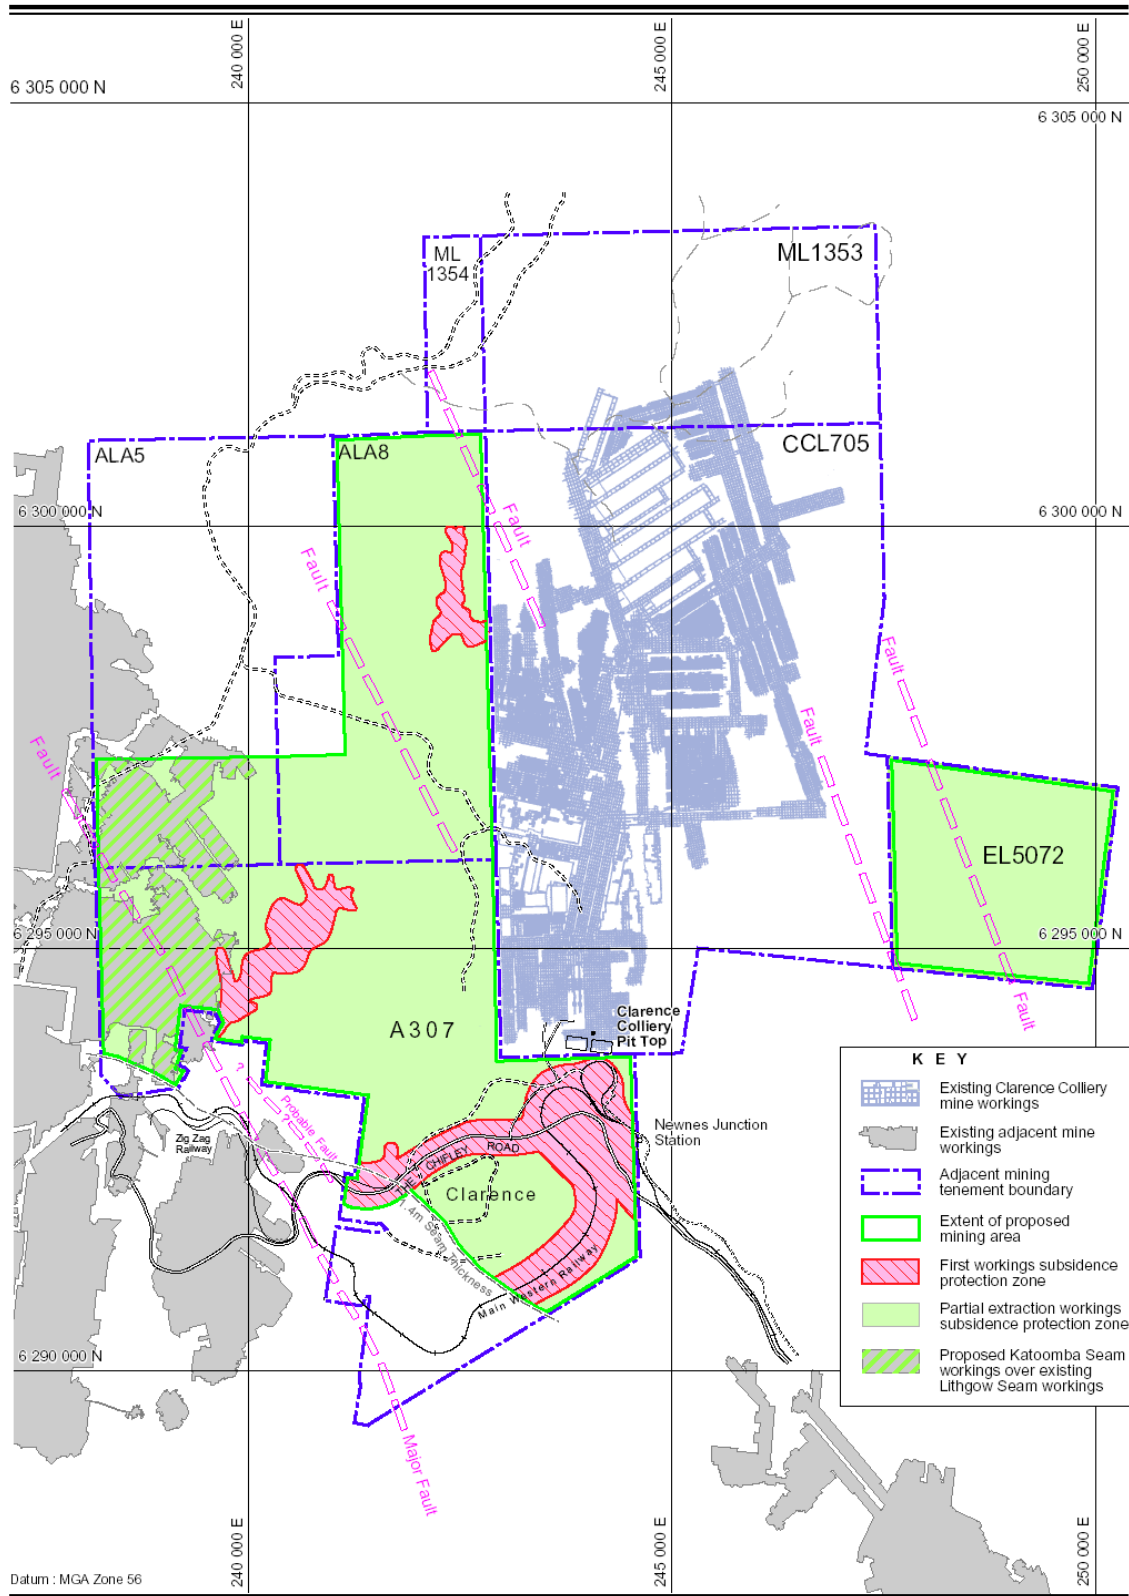 240 000 E
245 000 E
250 000 E
6 305 000 N
6 305 000 N
ML
1354
ML1353
ALA5
ALA8
CCL705
6 300 000 N
6 300 000 N
Fault
Fault
Fault
Fault
Fault
EL5072
6 295 000 N
6 295 000 N
Fault
A307
Clarence
Colliery
Pit Top
?
Probable Fault
?
Zig Zag
Railway
THE CHIFLEY ROAD
Newnes Junction
Station
Clarence
1.4m Seam Thickness
Main Western Railway
6 290 000 N
Major Fault
KEY
Existing Clarence Colliery
mine workings
Existing adjacent mine
workings
Adjacent mining
tenement boundary
Extent of proposed
mining area
First workings subsidence
protection zone
Partial extraction workings
subsidence protection zone
Proposed Katoomba Seam
workings over existing
Lithgow Seam workings
240 000 E
245 000 E
250 000 E
Datum : MGA Zone 56